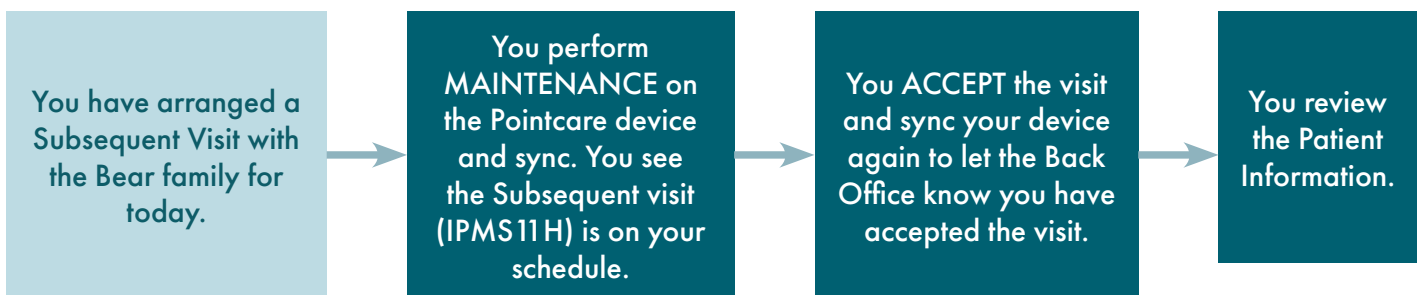 You have arranged a
Subsequent Visit with
the Bear family for
today.
You perform
MAINTENANCE on
the Pointcare device
and sync. You see
the Subsequent visit
(IPMS11H) is on your
schedule.
You ACCEPT the visit
and sync your device
again to let the Back
Office know you have
accepted the visit.
You review
the Patient
Information.